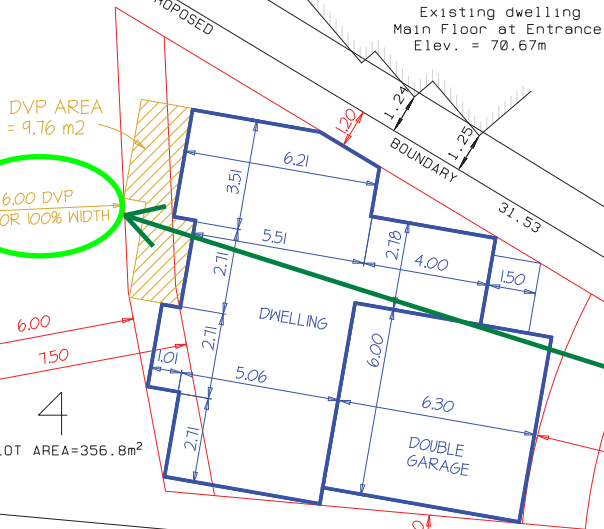 ROPOSED
Existing dwelling
Main Floor at Entrance
Elev. = 70.67m
DVP AREA
= 9.76 m2
1.20
1.24
1.25
BOUNDARY
31.53
6.21
3.51
6.00 DVP
OR 100% WIDTH
5.51
2.71
2.78
4.00
1.50
DWELLING
6.00
7.50
2.71
1.01
5.06
6.00
6.30
4
LOT AREA=356.8m²
2.71
DOUBLE
GARAGE